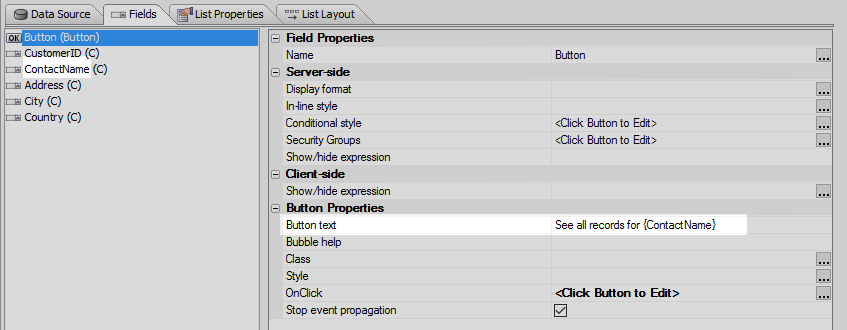 Data Source Fields List Properties List Layout
OK Button (Button)
CustomerID (C)
ContactName (C)
Address (C)
City (C)
Country (C)
Field Properties
Name Button ...
Server-side
Display format ...
In-line style ...
Conditional style <Click Button to Edit> ...
Security Groups <Click Button to Edit> ...
Show/hide expression
Client-side
Show/hide expression ...
Button Properties
Button text See all records for {ContactName}
Bubble help
Class ...
Style ...
OnClick <Click Button to Edit> ...
Stop event propagation